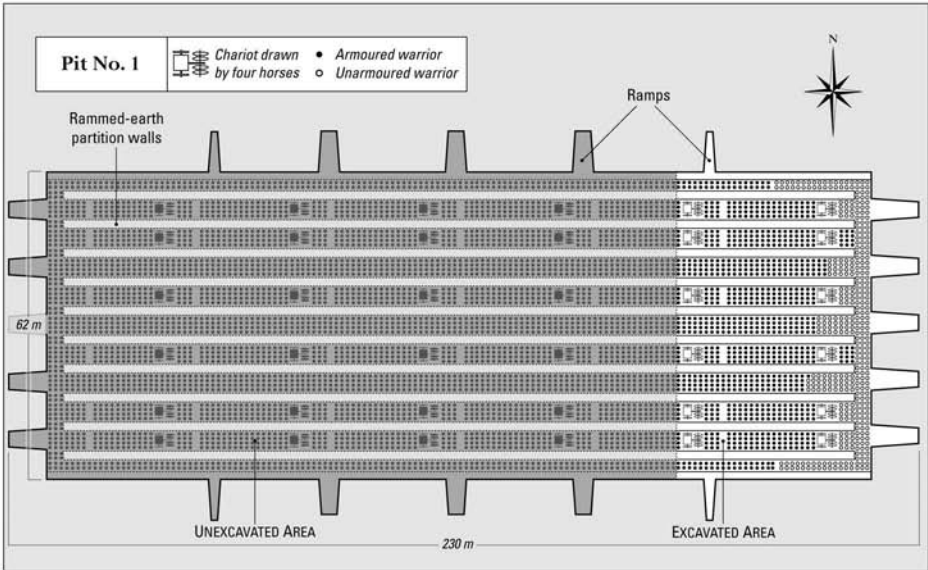 Pit No. 1
Chariot drawn
by four horses
Armoured warrior
Unarmoured warrior
N
Ramps
Rammed-earth
partition walls
62 m
UNEXCAVATED AREA
EXCAVATED AREA
230 m